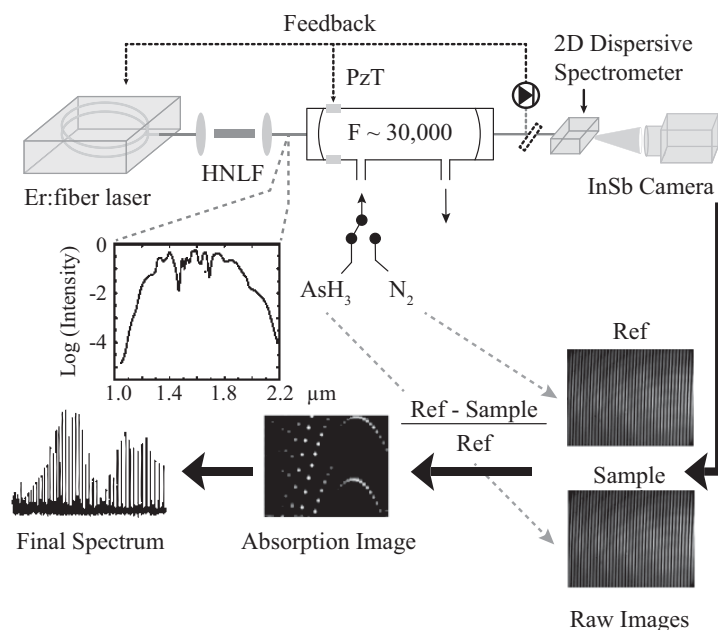 Feedback
2D Dispersive
Spectrometer
PzT
F ~ 30,000
HNLF
Er:fiber laser
InSb Camera
Log (Intensity)
0
-2
-4
1.0 1.4 1.8 2.2 μm
AsH₃ N₂
Ref
Ref - Sample
Ref
Sample
Final Spectrum
Absorption Image
Raw Images